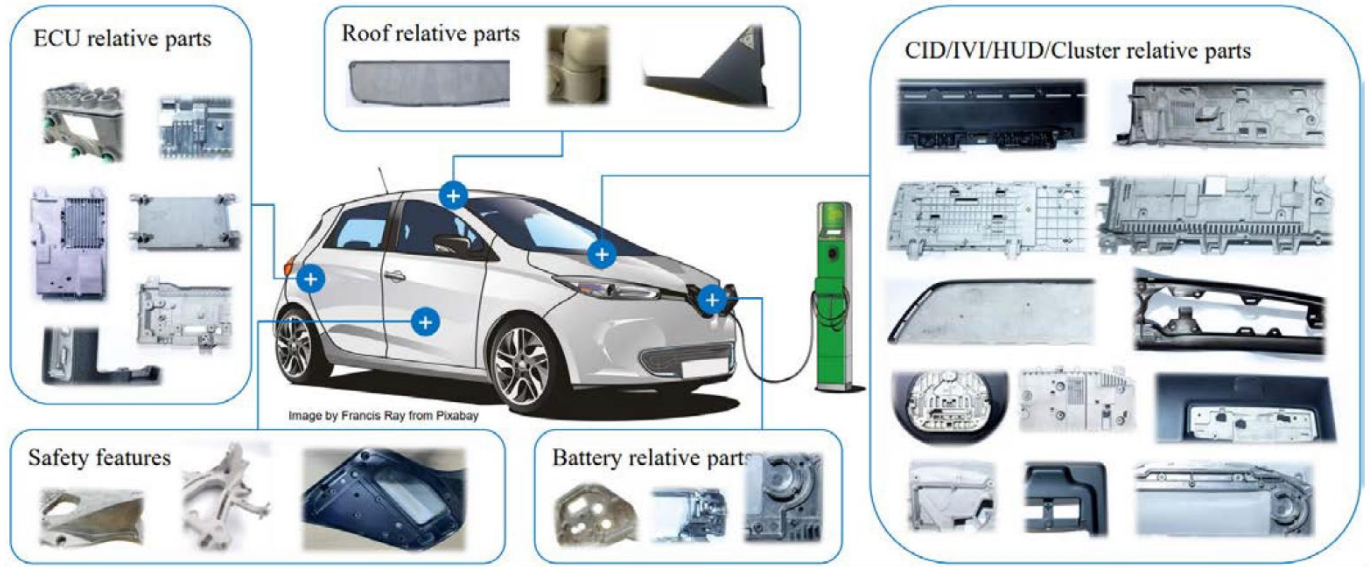 ECU relative parts
Roof relative parts
CID/IVI/HUD/Cluster relative parts
Image by Francis Ray from Pixabay
Safety features
Battery relative parts